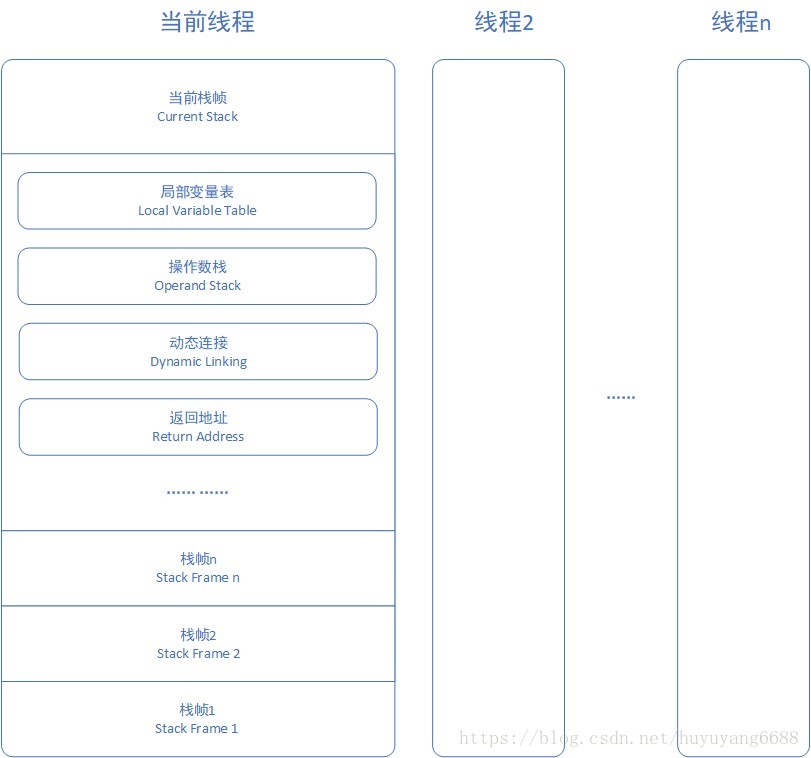 当前线程
线程2
线程n
当前栈帧
Current Stack
局部变量表
Local Variable Table
操作数栈
Operand Stack
动态连接
Dynamic Linking
返回地址
Return Address
…… ……
……
栈帧n
Stack Frame n
栈帧2
Stack Frame 2
栈帧1
Stack Frame 1
https://blog.csdn.net/huyuyang6688